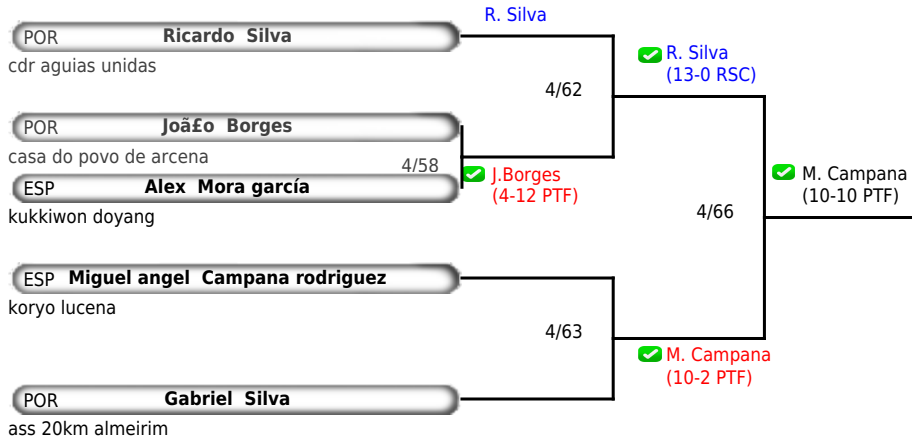 R. Silva
POR Ricardo Silva
cdr aguias unidas
R. Silva
(13-0 RSC)
4/62
POR Joã£o Borges
casa do povo de arcena
4/58
J.Borges
(4-12 PTF)
ESP Alex Mora garcía
kukkiwon doyang
M. Campana
(10-10 PTF)
4/66
ESP Miguel angel Campana rodriguez
koryo lucena
4/63
M. Campana
(10-2 PTF)
POR Gabriel Silva
ass 20km almeirim